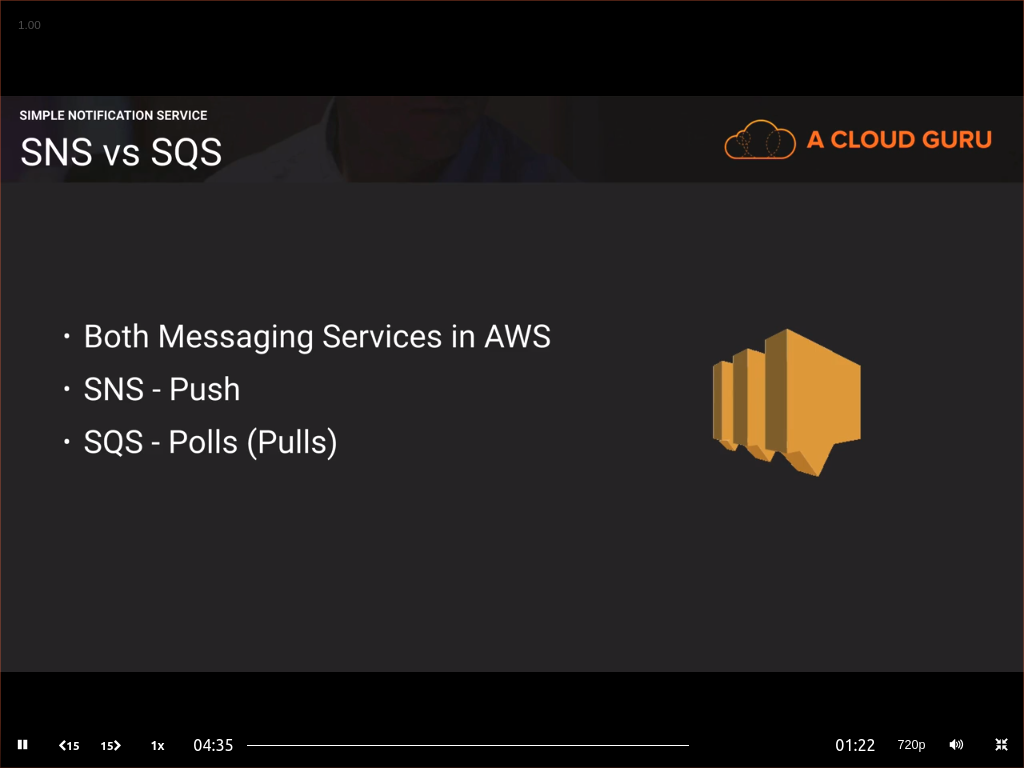 1.00
SIMPLE NOTIFICATION SERVICE
SNS vs SQS
A CLOUD GURU
• Both Messaging Services in AWS
• SNS - Push
• SQS - Polls (Pulls)
15 15 1x 04:35 01:22 720p